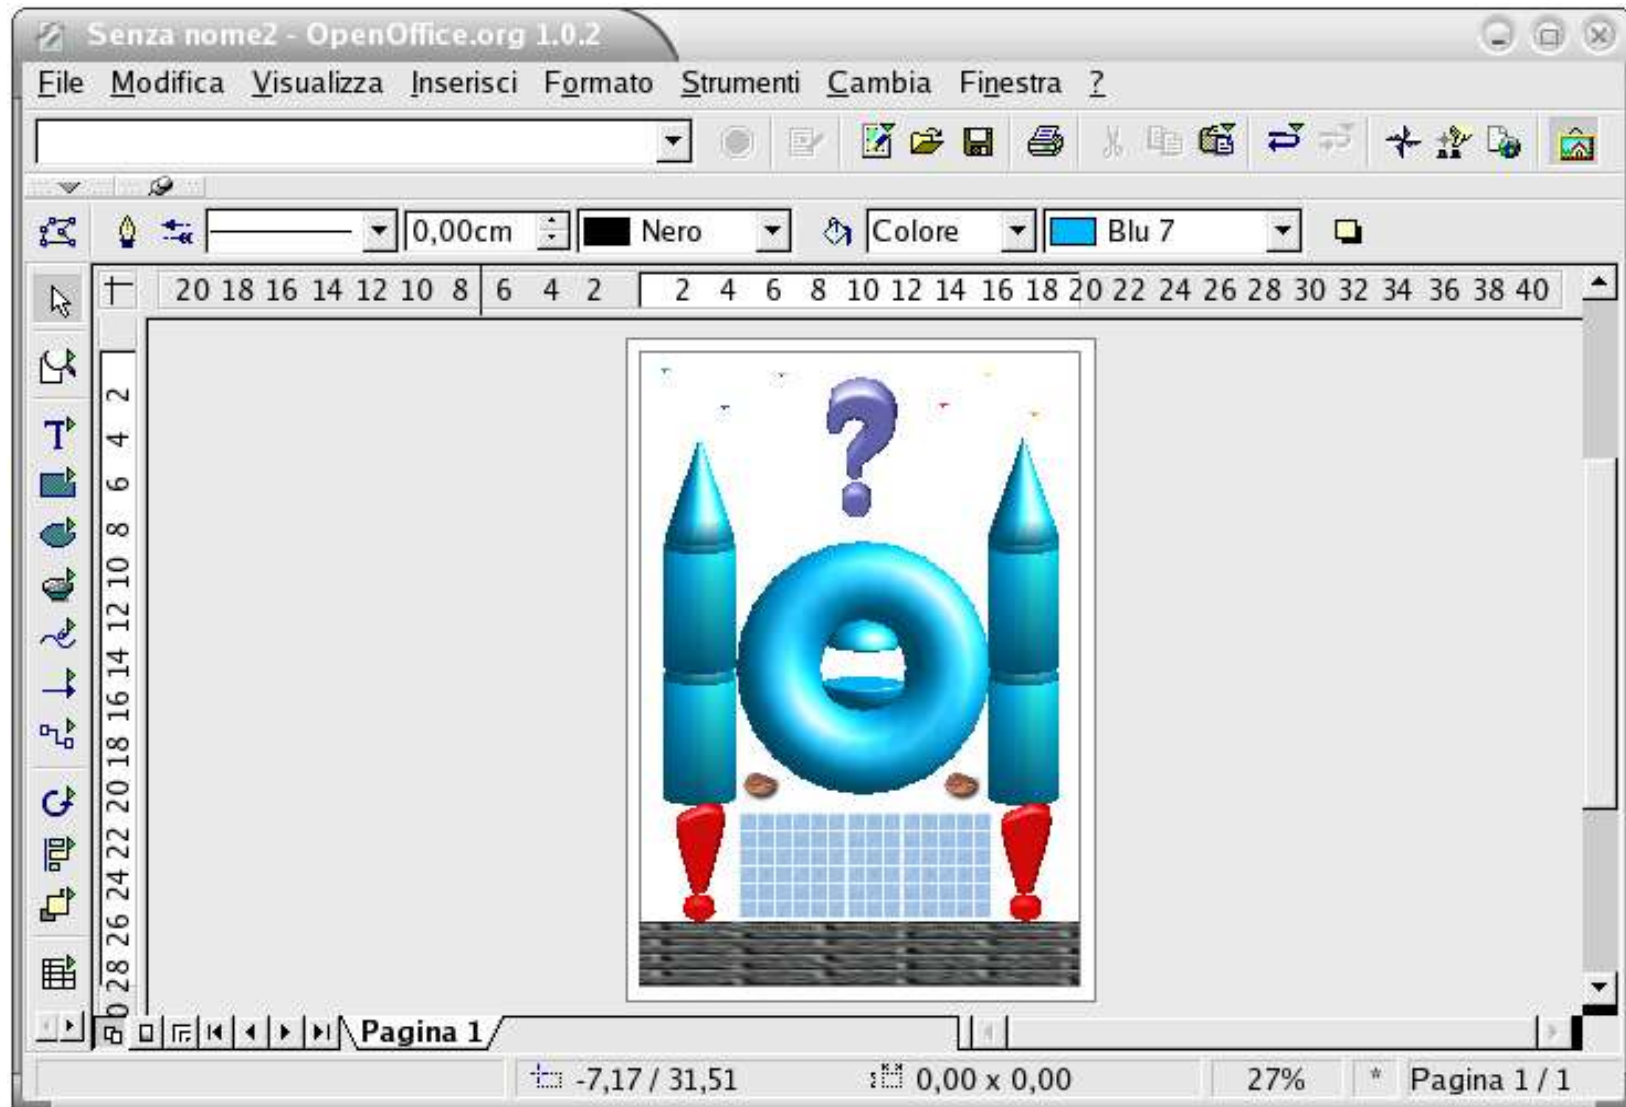 Senza nome2 - OpenOffice.org 1.0.2
File Modifica Visualizza Inserisci Formato Strumenti Cambia Finestra ?
0,00cm Nero Colore Blu 7
20 18 16 14 12 10 8 6 4 2 2 4 6 8 10 12 14 16 18 20 22 24 26 28 30 32 34 36 38 40
2
4
6
8
10
12
14
16
18
20
22
24
26
28
0
?
! !
T
Pagina 1
-7,17 / 31,51 0,00 x 0,00 27% * Pagina 1 / 1